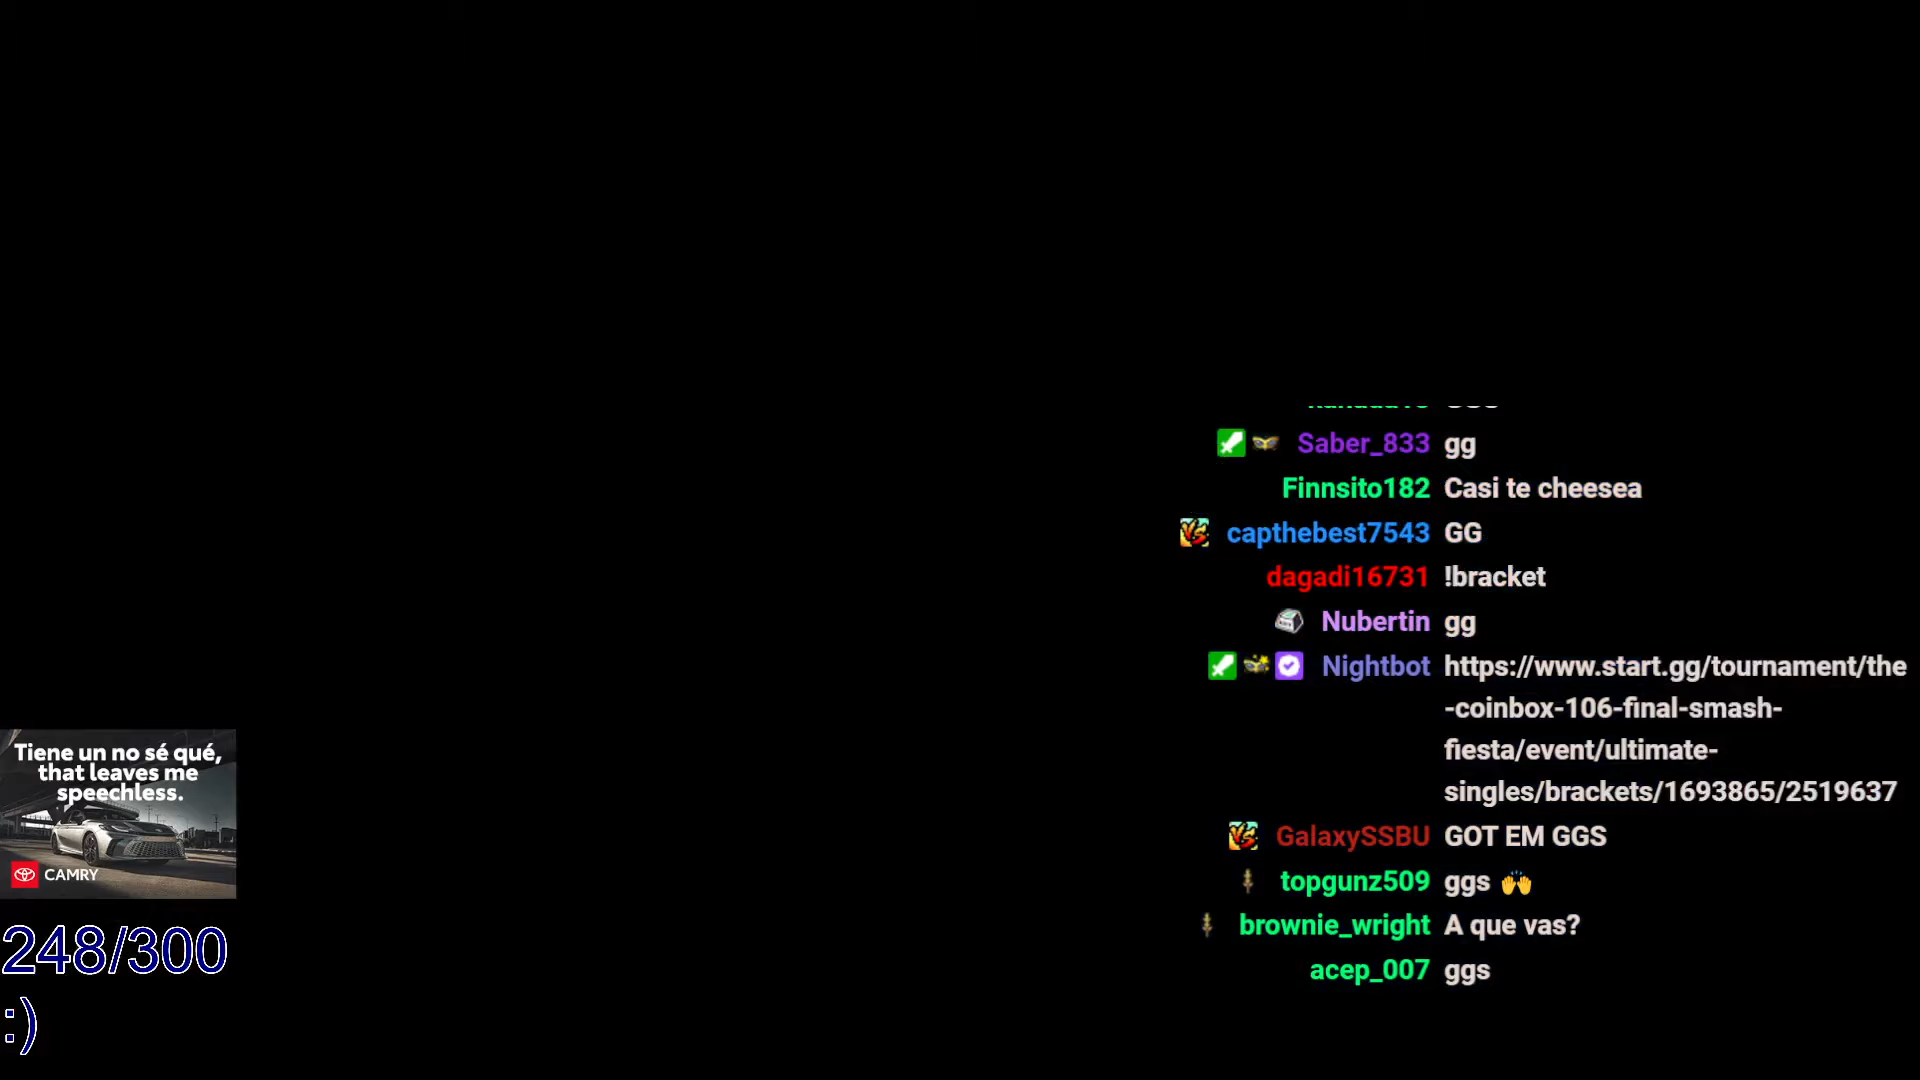 Saber_833 gg
Finnsito182 Casi te cheesea
capthebest7543 GG
dagadi16731 !bracket
Nubertin gg
Nightbot https://www.start.gg/tournament/the
-coinbox-106-final-smash-
fiesta/event/ultimate-
singles/brackets/1693865/2519637
GalaxySSBU GOT EM GGS
topgunz509 ggs 🙌
brownie_wright A que vas?
acep_007 ggs
Tiene un no sé qué,
that leaves me
speechless.
CAMRY
248/300
:)